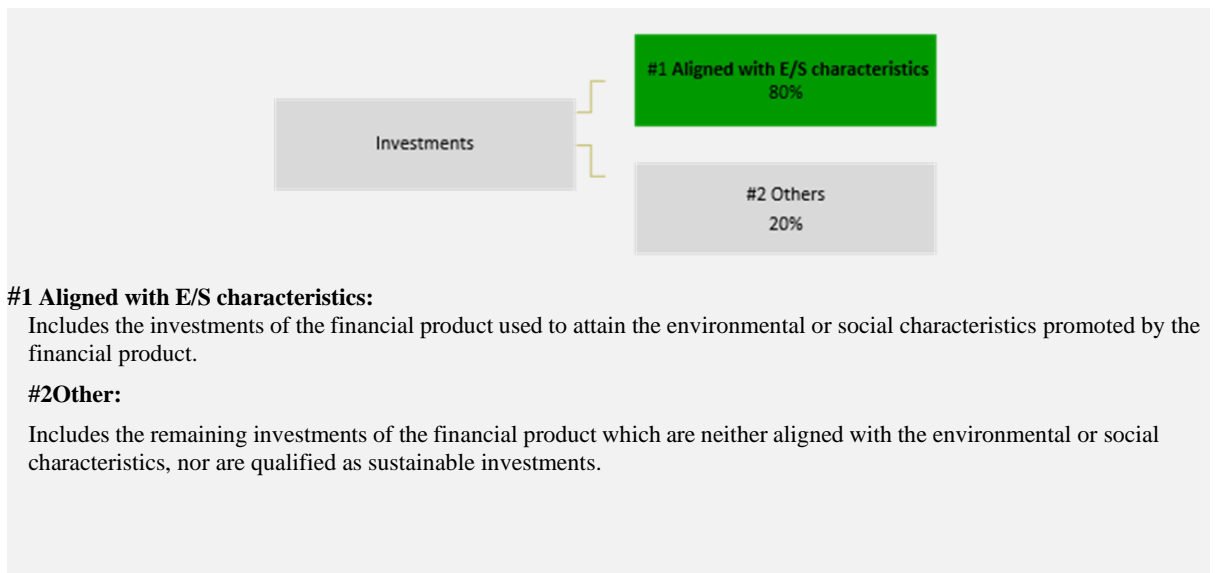 #1 Aligned with E/S characteristics
80%
Investments
#2 Others
20%
#1 Aligned with E/S characteristics:
Includes the investments of the financial product used to attain the environmental or social characteristics promoted by the
financial product.
#2Other:
Includes the remaining investments of the financial product which are neither aligned with the environmental or social
characteristics, nor are qualified as sustainable investments.